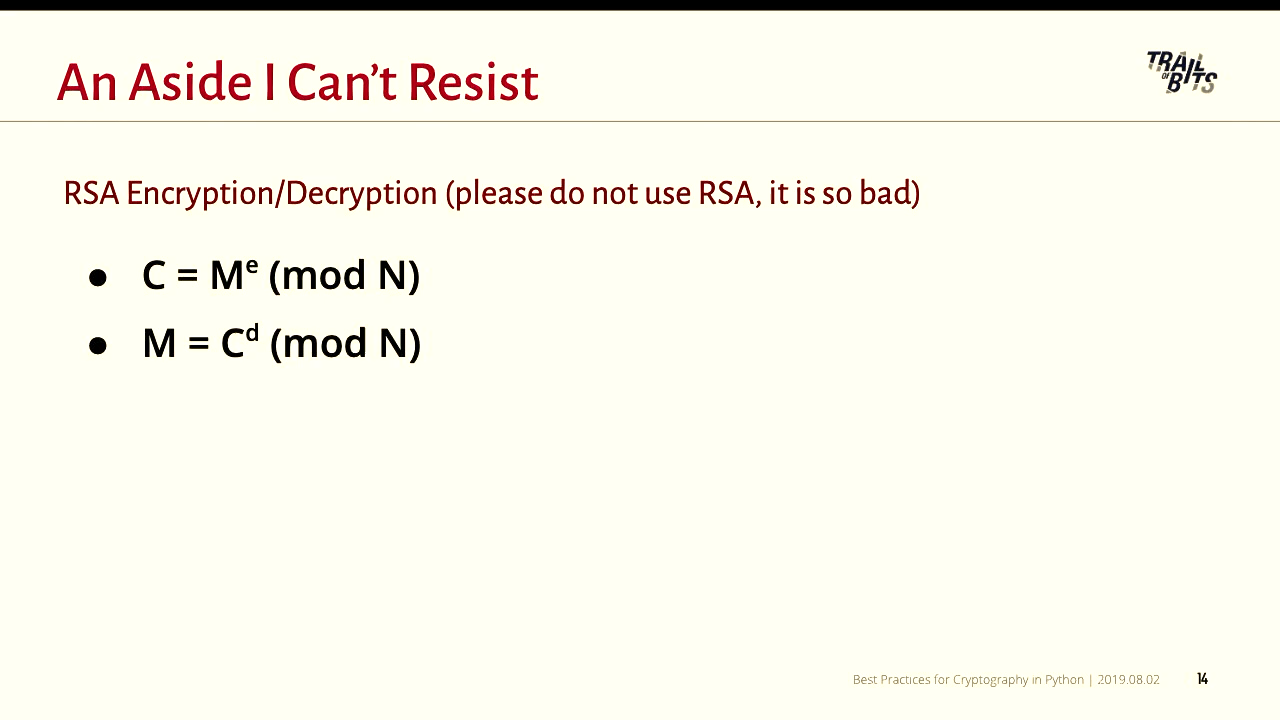 An Aside I Can’t Resist
TRAIL
OF
BITS
RSA Encryption/Decryption (please do not use RSA, it is so bad)
● C = Mᵉ (mod N)
● M = Cᵈ (mod N)
Best Practices for Cryptography in Python | 2019.08.02 14